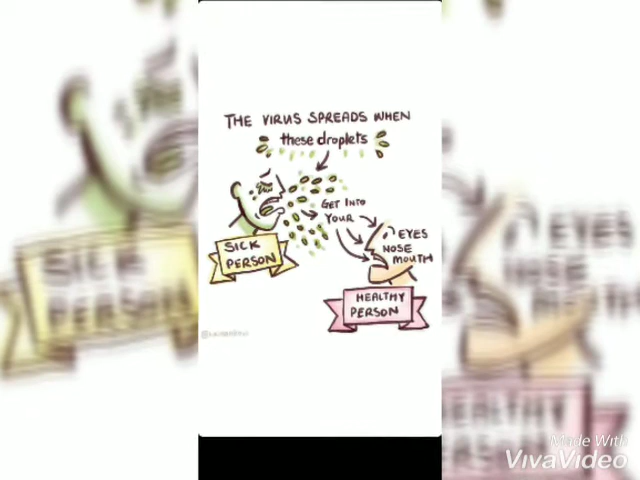 THE VIRUS SPREADS WHEN
these droplets
GET INTO
YOUR
EYES
NOSE
MOUTH
SICK
PERSON
HEALTHY
PERSON
Made With
VivaVideo